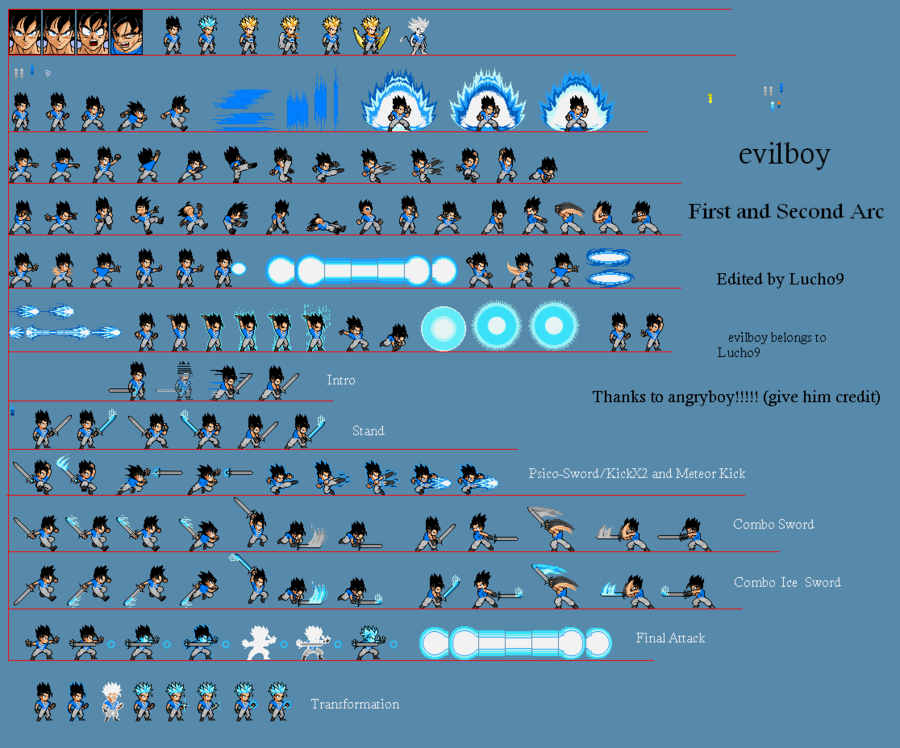 evilboy
First and Second Arc
Edited by Lucho9
evilboy belongs to
Lucho9
Thanks to angryboy!!!!! (give him credit)
Intro
Stand
Psico-Sword/KickX2 and Meteor Kick
Combo Sword
Combo Ice Sword
Final Attack
Transformation